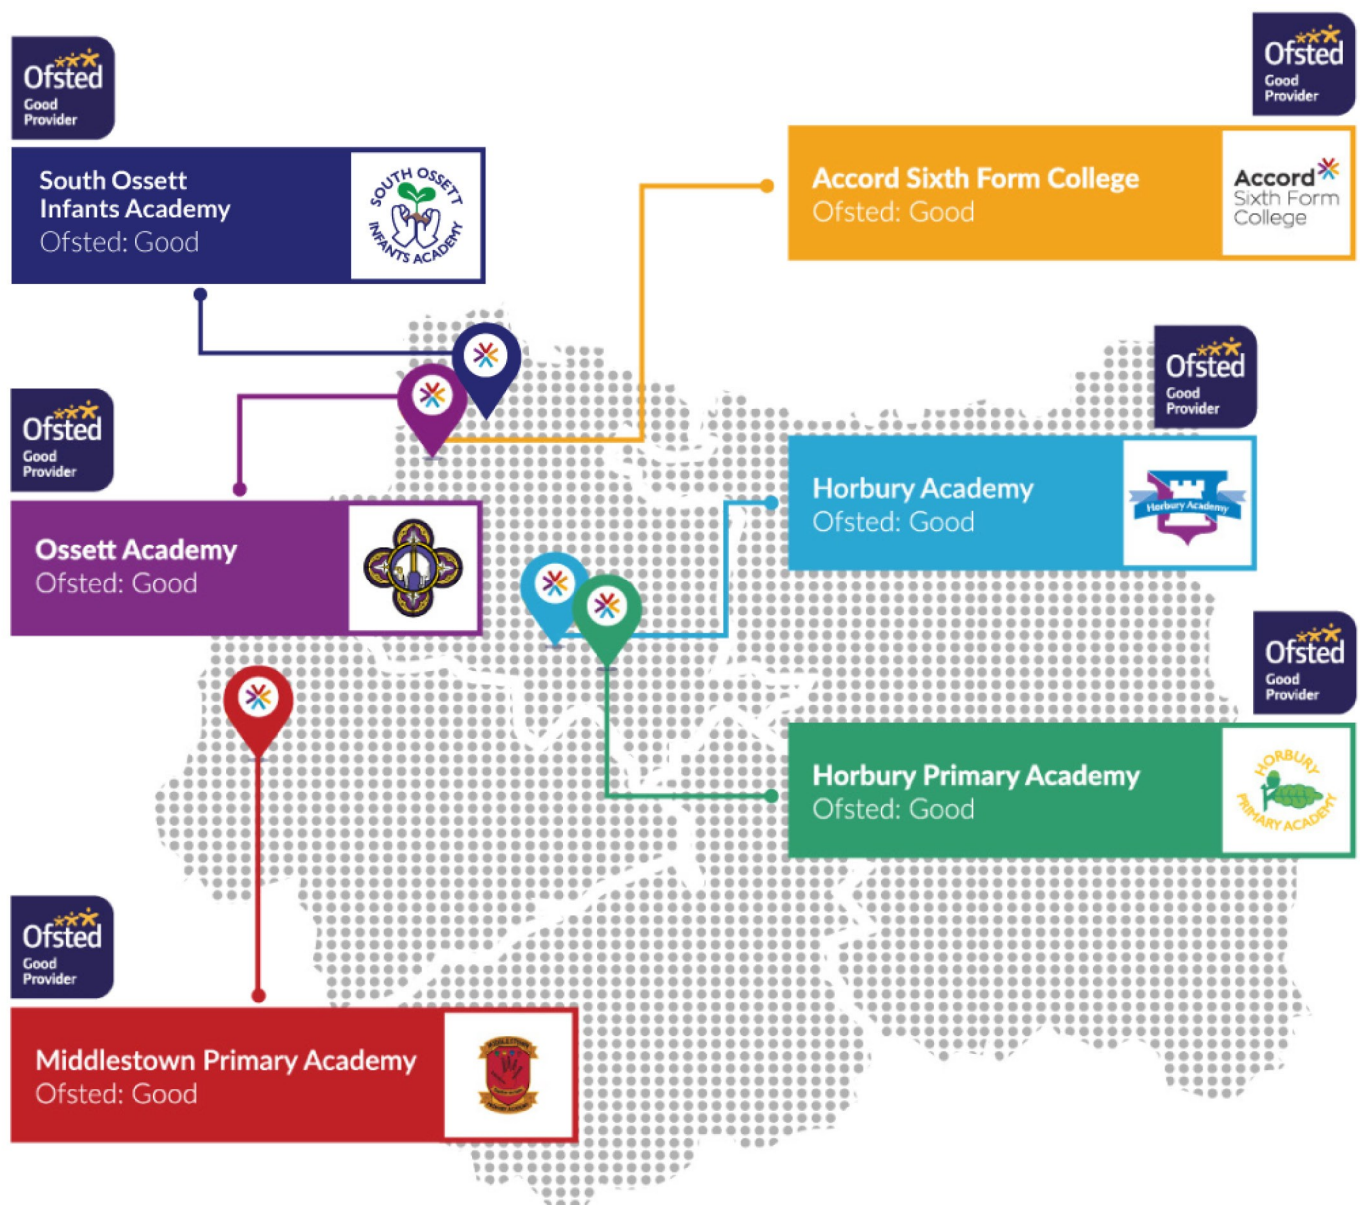 Ofsted
Good
Provider
South Ossett
Infants Academy
Ofsted: Good
SOUTH OSSETT
INFANTS ACADEMY
Ofsted
Good
Provider
Accord Sixth Form College
Ofsted: Good
Accord
Sixth Form
College
Ofsted
Good
Provider
Ossett Academy
Ofsted: Good
Ofsted
Good
Provider
Horbury Academy
Ofsted: Good
Horbury Academy
Ofsted
Good
Provider
Horbury Primary Academy
Ofsted: Good
HORBURY
PRIMARY ACADEMY
Ofsted
Good
Provider
Middlestown Primary Academy
Ofsted: Good
MIDDLESTOWN
PRIMARY ACADEMY